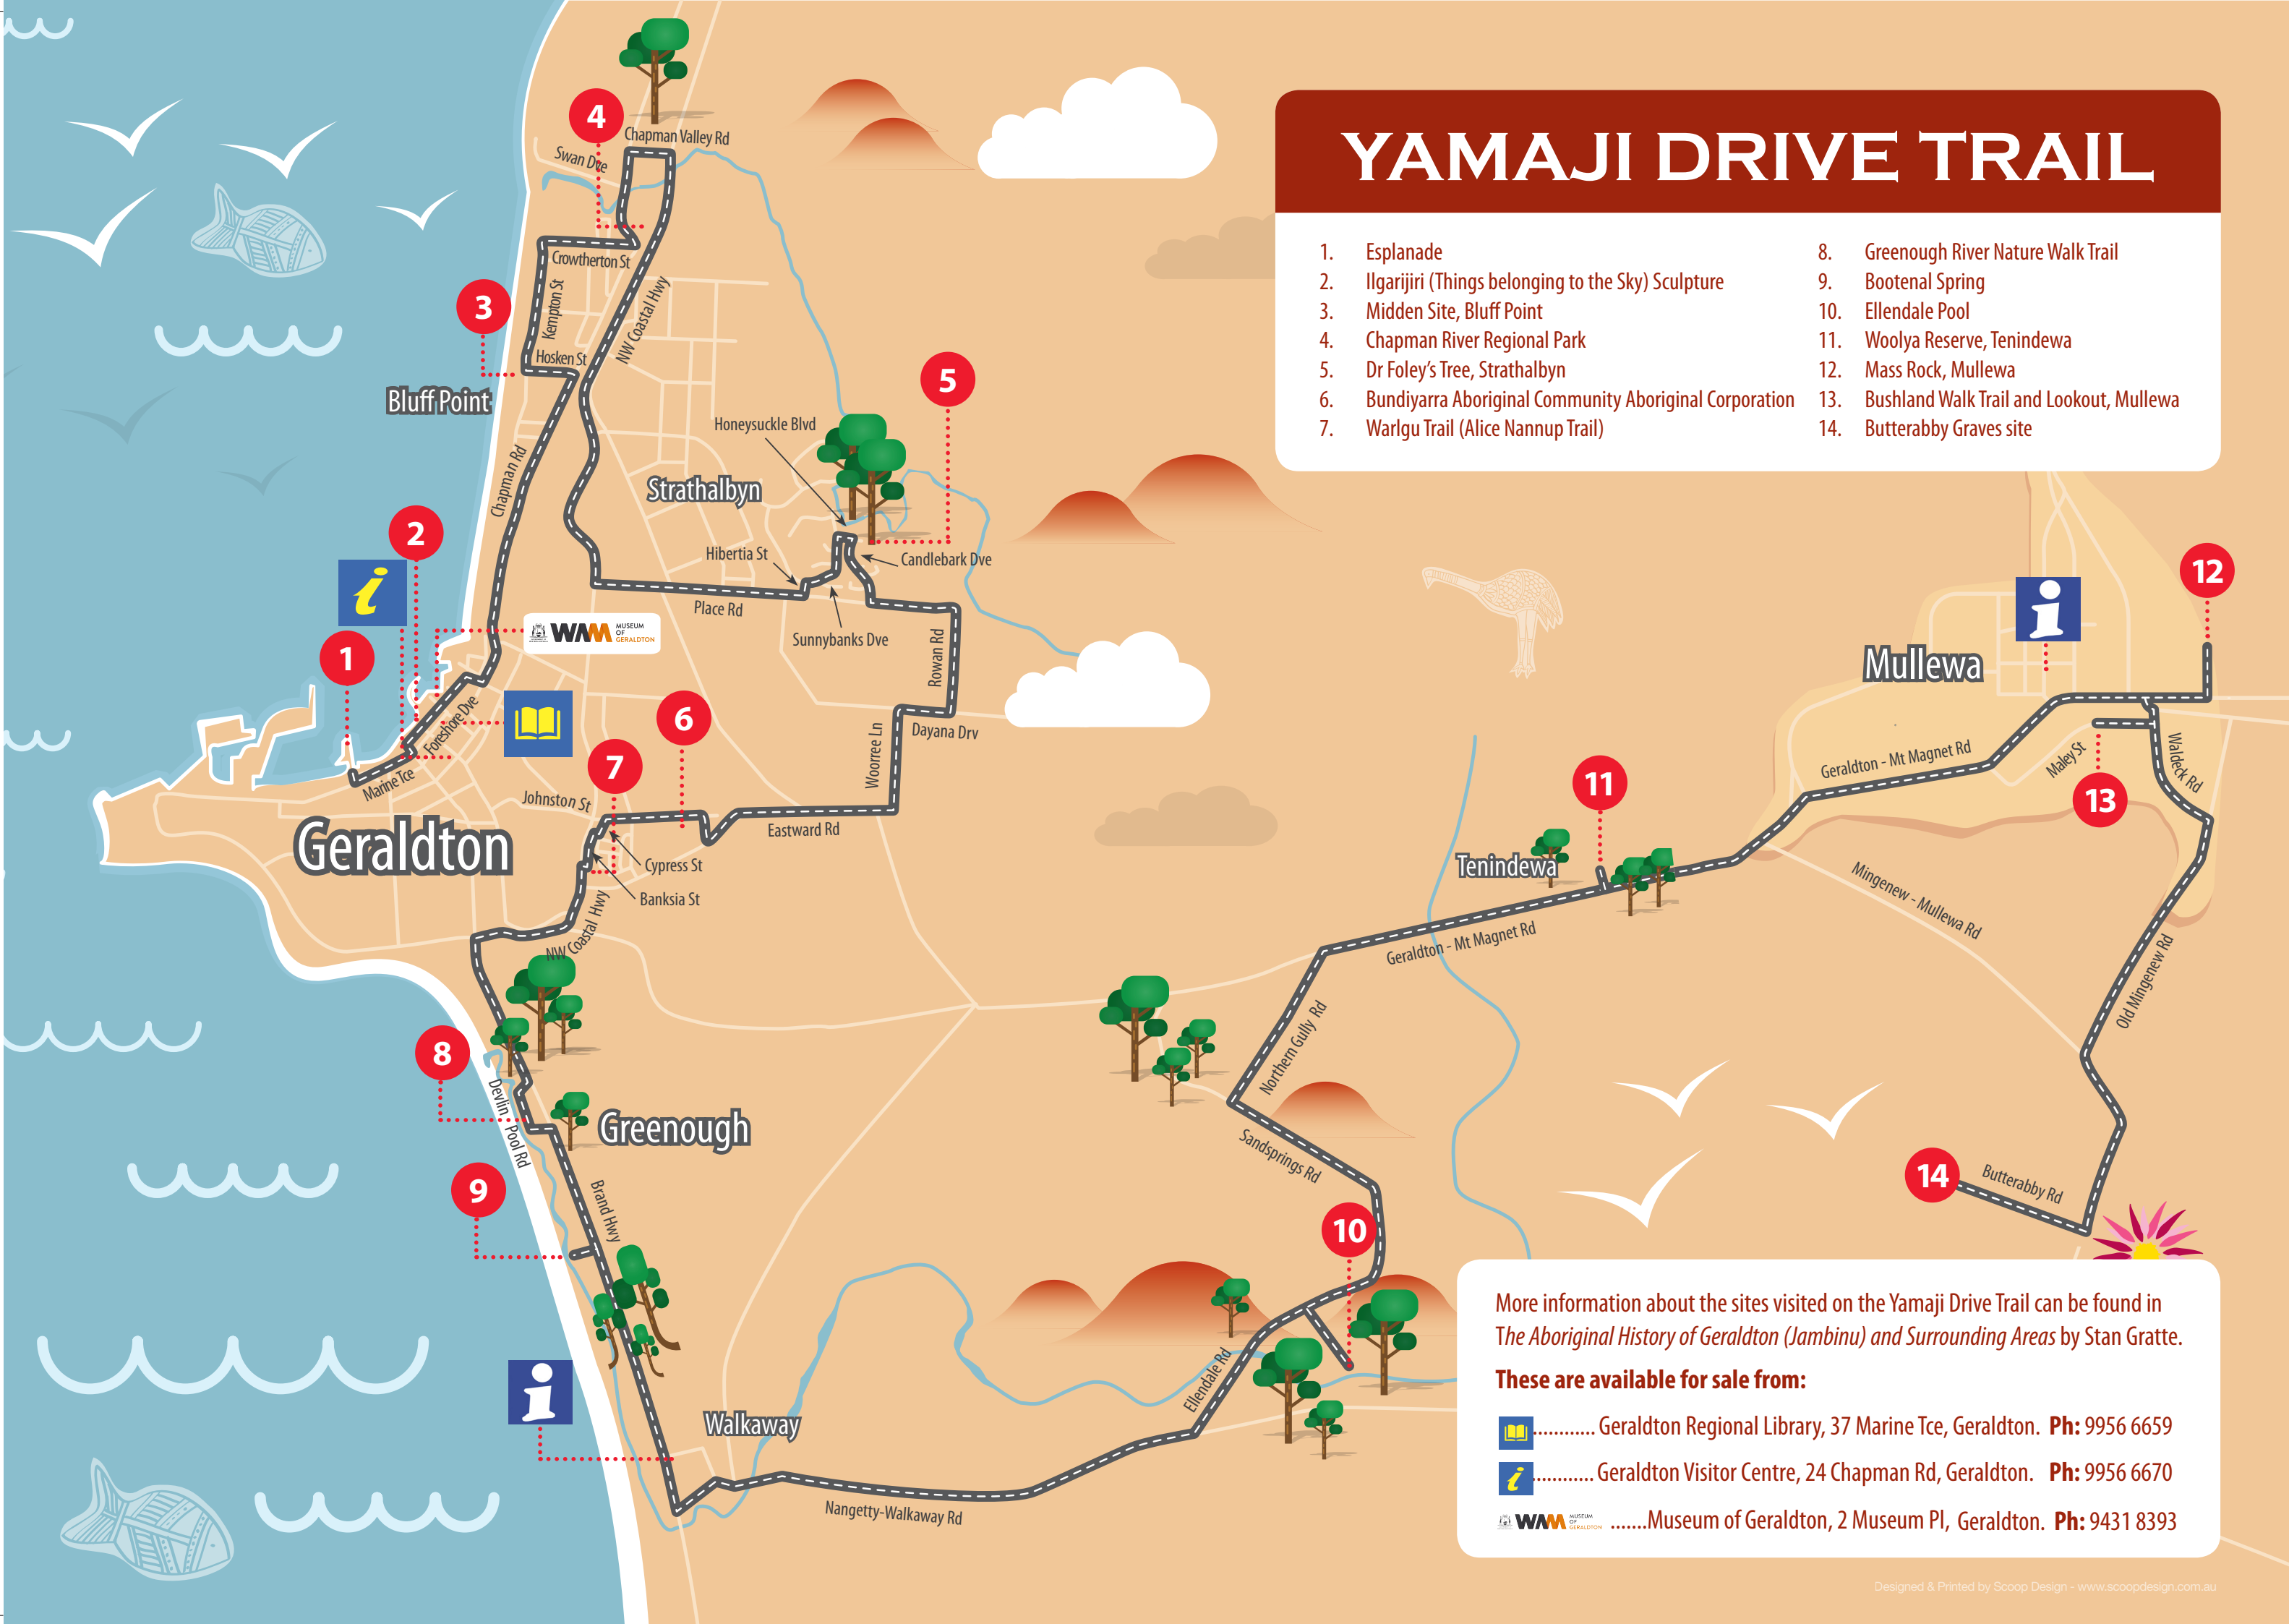 YAMAJI DRIVE TRAIL
1. Esplanade
2. Ilgarijiri (Things belonging to the Sky) Sculpture
3. Midden Site, Bluff Point
4. Chapman River Regional Park
5. Dr Foley's Tree, Strathalbyn
6. Bundiyarra Aboriginal Community Aboriginal Corporation
7. Warlgu Trail (Alice Nannup Trail)
8. Greenough River Nature Walk Trail
9. Bootenal Spring
10. Ellendale Pool
11. Woolya Reserve, Tenindewa
12. Mass Rock, Mullewa
13. Bushland Walk Trail and Lookout, Mullewa
14. Butterabby Graves site
4
Chapman Valley Rd
Swan Dve
Crowtherton St
3
Kempton St
NW Coastal Hwy
Hosken St
Bluff Point
5
Honeysuckle Blvd
Chapman Rd
Strathalbyn
2
Hibertia St
Candlebark Dve
i
Place Rd
Sunnybanks Dve
Rowan Rd
WAM MUSEUM
OF
GERALDTON
1
6
Foreshore Dve
Marine Tce
Woorree Ln
Dayana Drv
7
Johnston St
Eastward Rd
Geraldton
Cypress St
Banksia St
NW Coastal Hwy
12
i
Mullewa
Geraldton - Mt Magnet Rd
Maley St
Waldeck Rd
13
11
Tenindewa
Mingenew - Mullewa Rd
Geraldton - Mt Magnet Rd
Old Mingenew Rd
Northern Gully Rd
8
Devlin Pool Rd
Greenough
Sandsprings Rd
9
Brand Hwy
14
Butterabby Rd
10
i
Walkaway
Ellendale Rd
Nangetty-Walkaway Rd
More information about the sites visited on the Yamaji Drive Trail can be found in
The Aboriginal History of Geraldton (Jambinu) and Surrounding Areas by Stan Gratte.
These are available for sale from:
............ Geraldton Regional Library, 37 Marine Tce, Geraldton. Ph: 9956 6659
i ............ Geraldton Visitor Centre, 24 Chapman Rd, Geraldton. Ph: 9956 6670
WAM MUSEUM OF GERALDTON .......Museum of Geraldton, 2 Museum Pl, Geraldton. Ph: 9431 8393
Designed & Printed by Scoop Design - www.scoopdesign.com.au